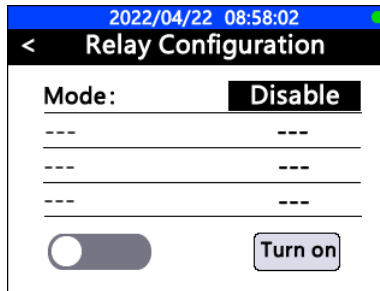 2022/04/22 08:58:02
< Relay Configuration
Mode: Disable
--- ---
--- ---
--- ---
Turn on